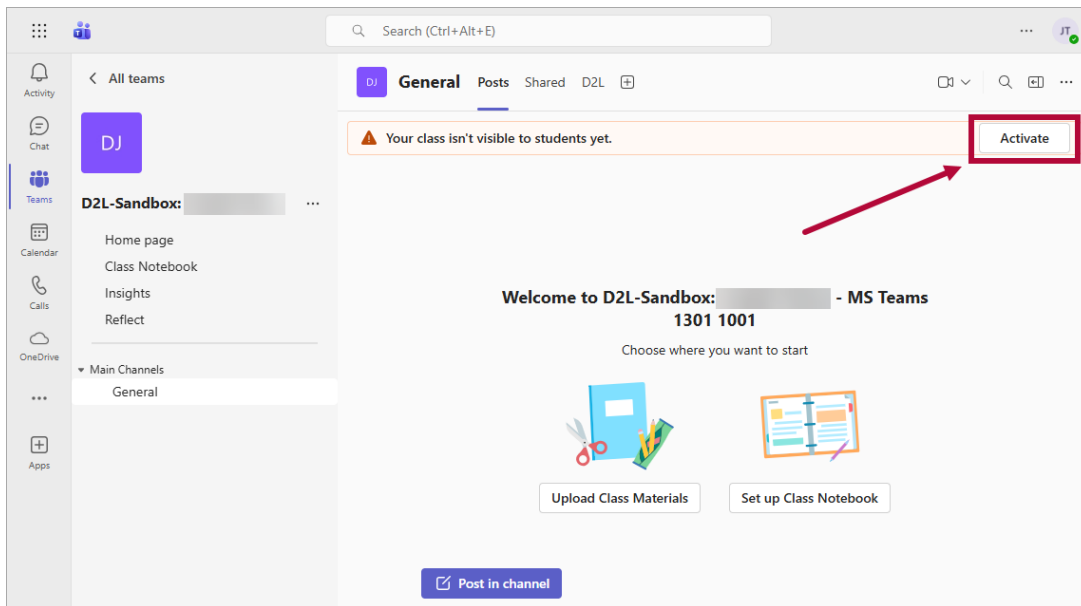 Search (Ctrl+Alt+E)
JT
Activity
Chat
Teams
Calendar
Calls
OneDrive
Apps
All teams
DJ
D2L-Sandbox:
Home page
Class Notebook
Insights
Reflect
Main Channels
General
DJ General Posts Shared D2L
Your class isn't visible to students yet. Activate
Welcome to D2L-Sandbox: - MS Teams
1301 1001
Choose where you want to start
Upload Class Materials Set up Class Notebook
Post in channel